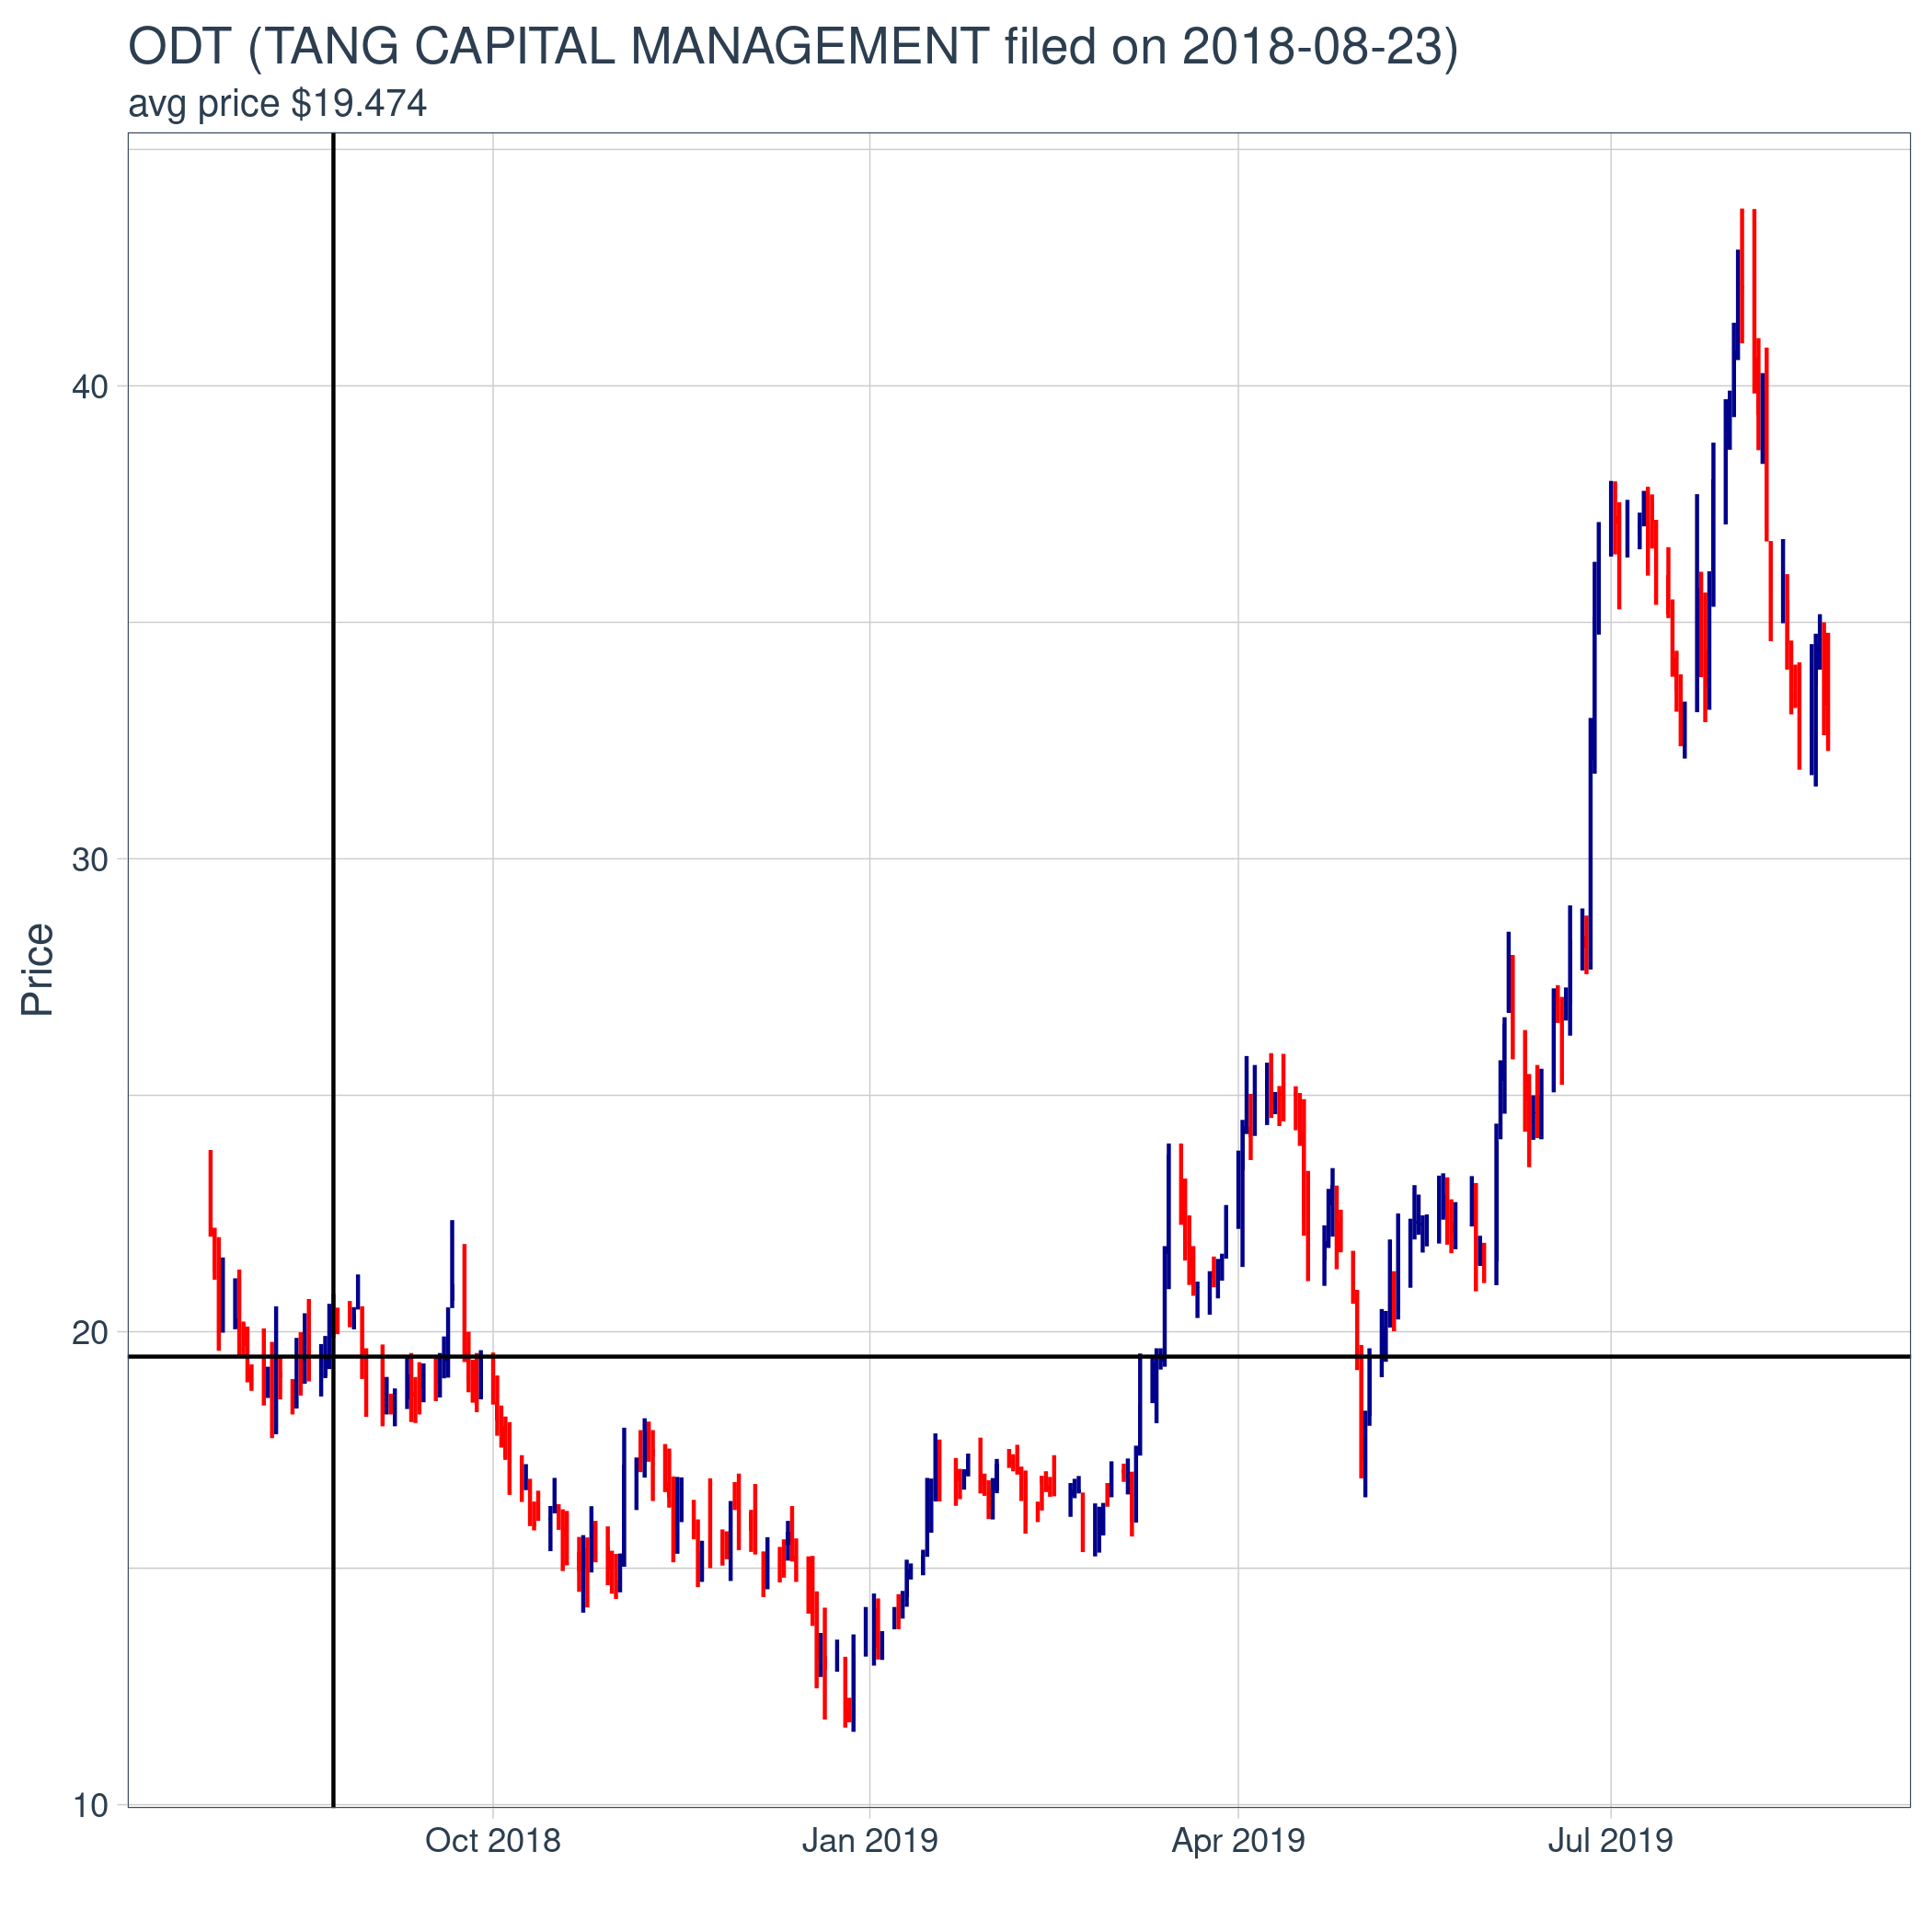 ODT (TANG CAPITAL MANAGEMENT filed on 2018-08-23)
avg price $19.474
Price
40
30
20
10
Oct 2018
Jan 2019
Apr 2019
Jul 2019